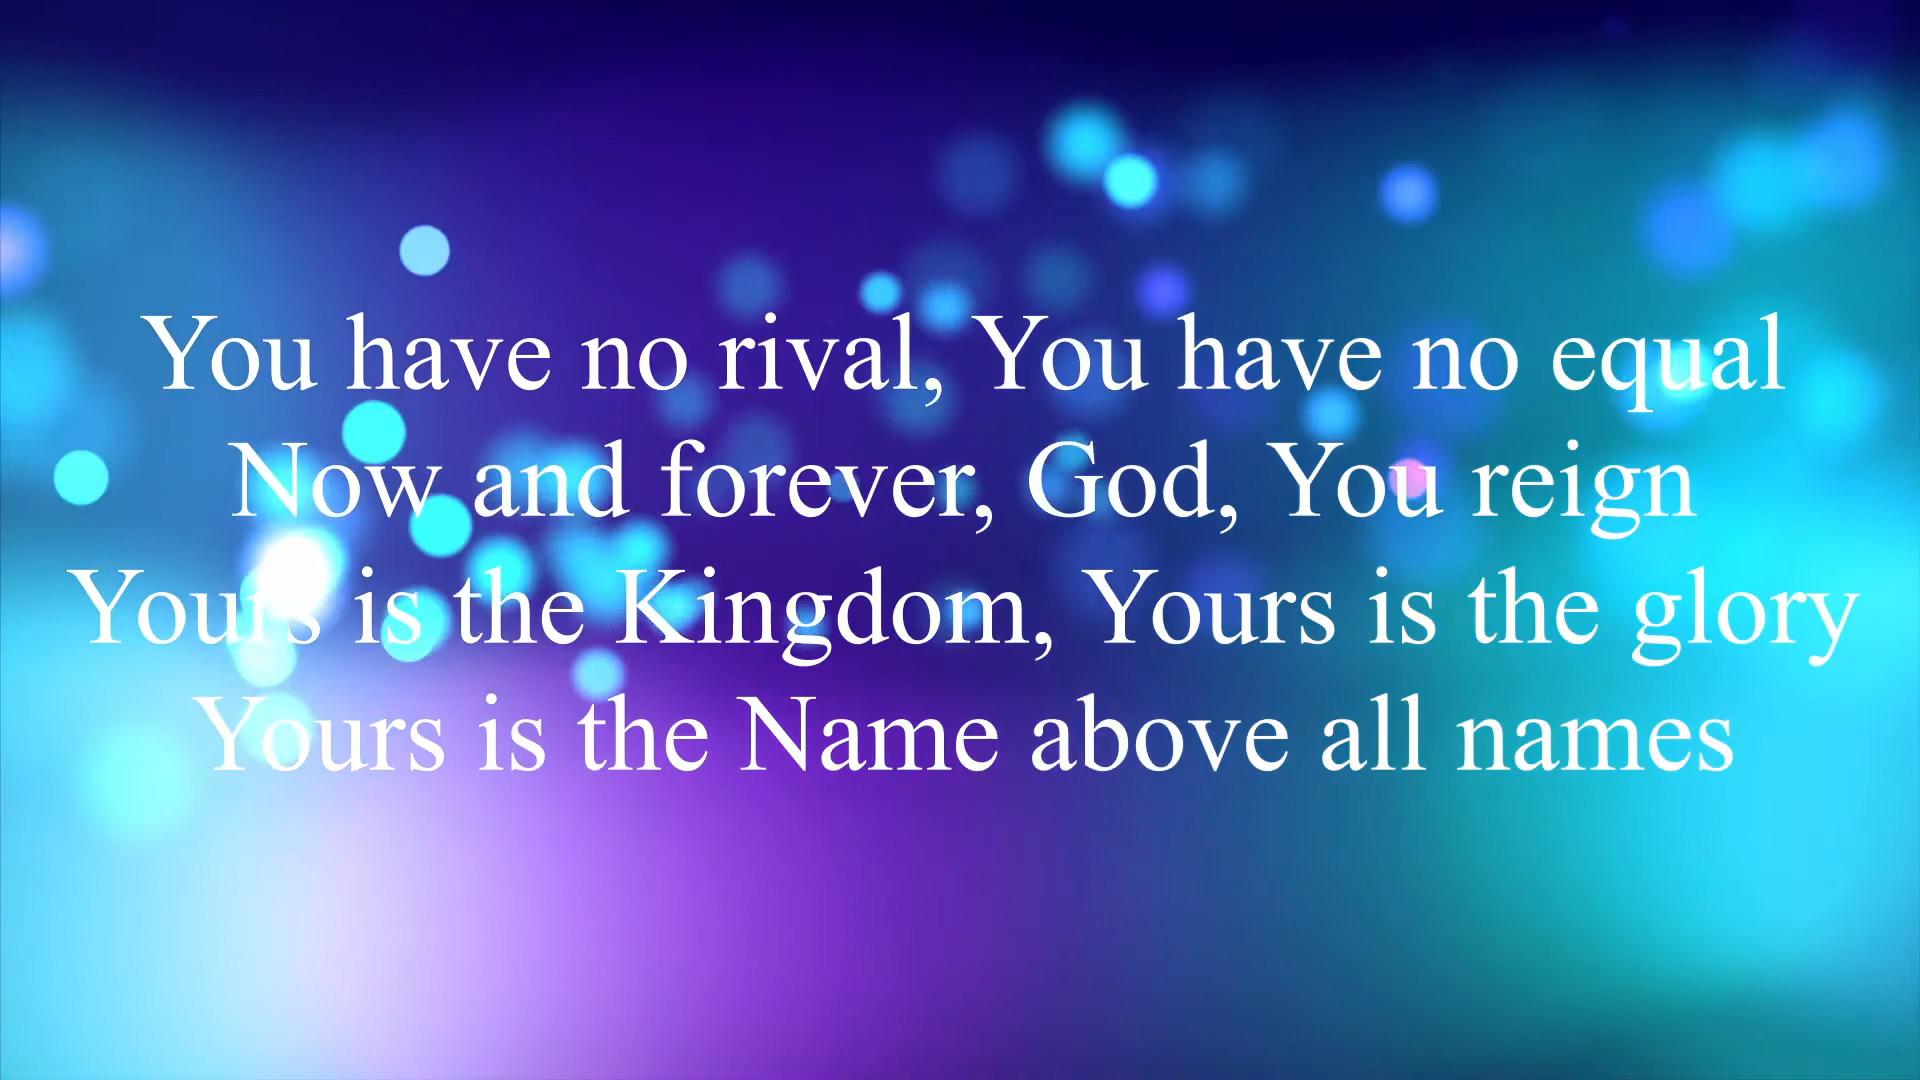 You have no rival, You have no equal
Now and forever, God, You reign
Yours is the Kingdom, Yours is the glory
Yours is the Name above all names